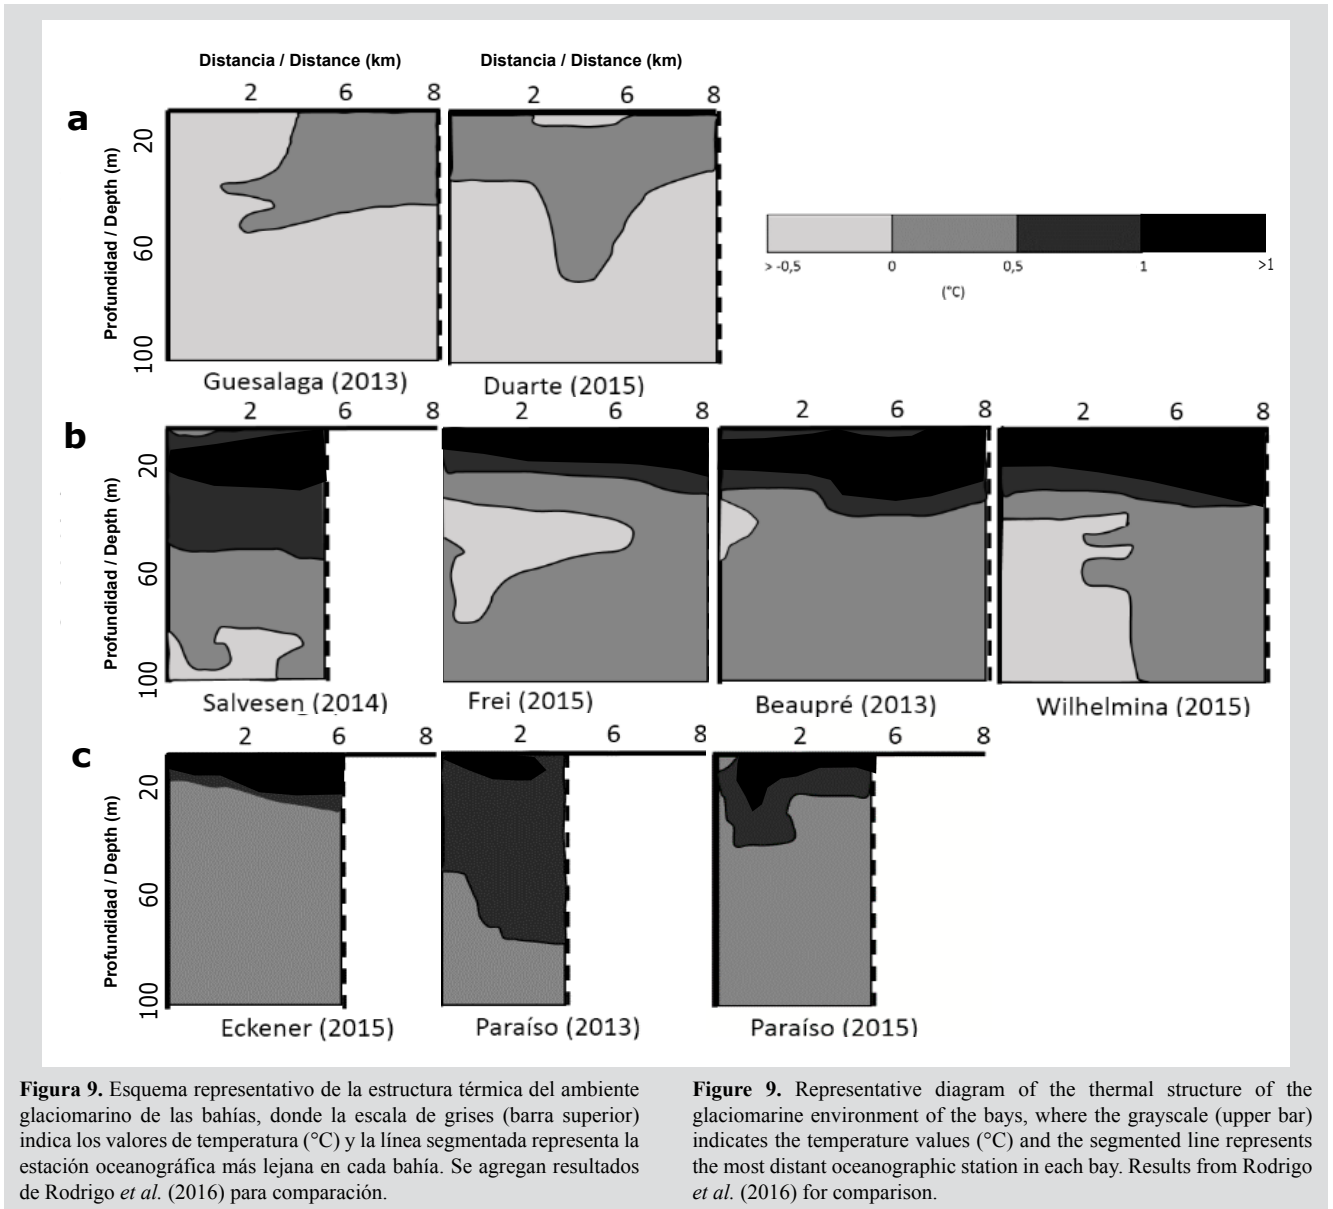 Distancia / Distance (km) Distancia / Distance (km)
2 6 8 2 6 8
a
Profundidad / Depth (m)
20
60
100
> -0,5 0 0,5 1 >1
(°C)
Guesalaga (2013) Duarte (2015)
2 6 8 2 6 8 2 6 8 2 6 8
b
Profundidad / Depth (m)
20
60
100
Salvesen (2014) Frei (2015) Beaupré (2013) Wilhelmina (2015)
2 6 8 2 6 8 2 6 8
c
Profundidad / Depth (m)
20
60
100
Eckener (2015) Paraíso (2013) Paraíso (2015)
Figura 9. Esquema representativo de la estructura térmica del ambiente
glaciomarino de las bahías, donde la escala de grises (barra superior)
indica los valores de temperatura (°C) y la línea segmentada representa la
estación oceanográfica más lejana en cada bahía. Se agregan resultados
de Rodrigo et al. (2016) para comparación.
Figure 9. Representative diagram of the thermal structure of the
glaciomarine environment of the bays, where the grayscale (upper bar)
indicates the temperature values (°C) and the segmented line represents
the most distant oceanographic station in each bay. Results from Rodrigo
et al. (2016) for comparison.